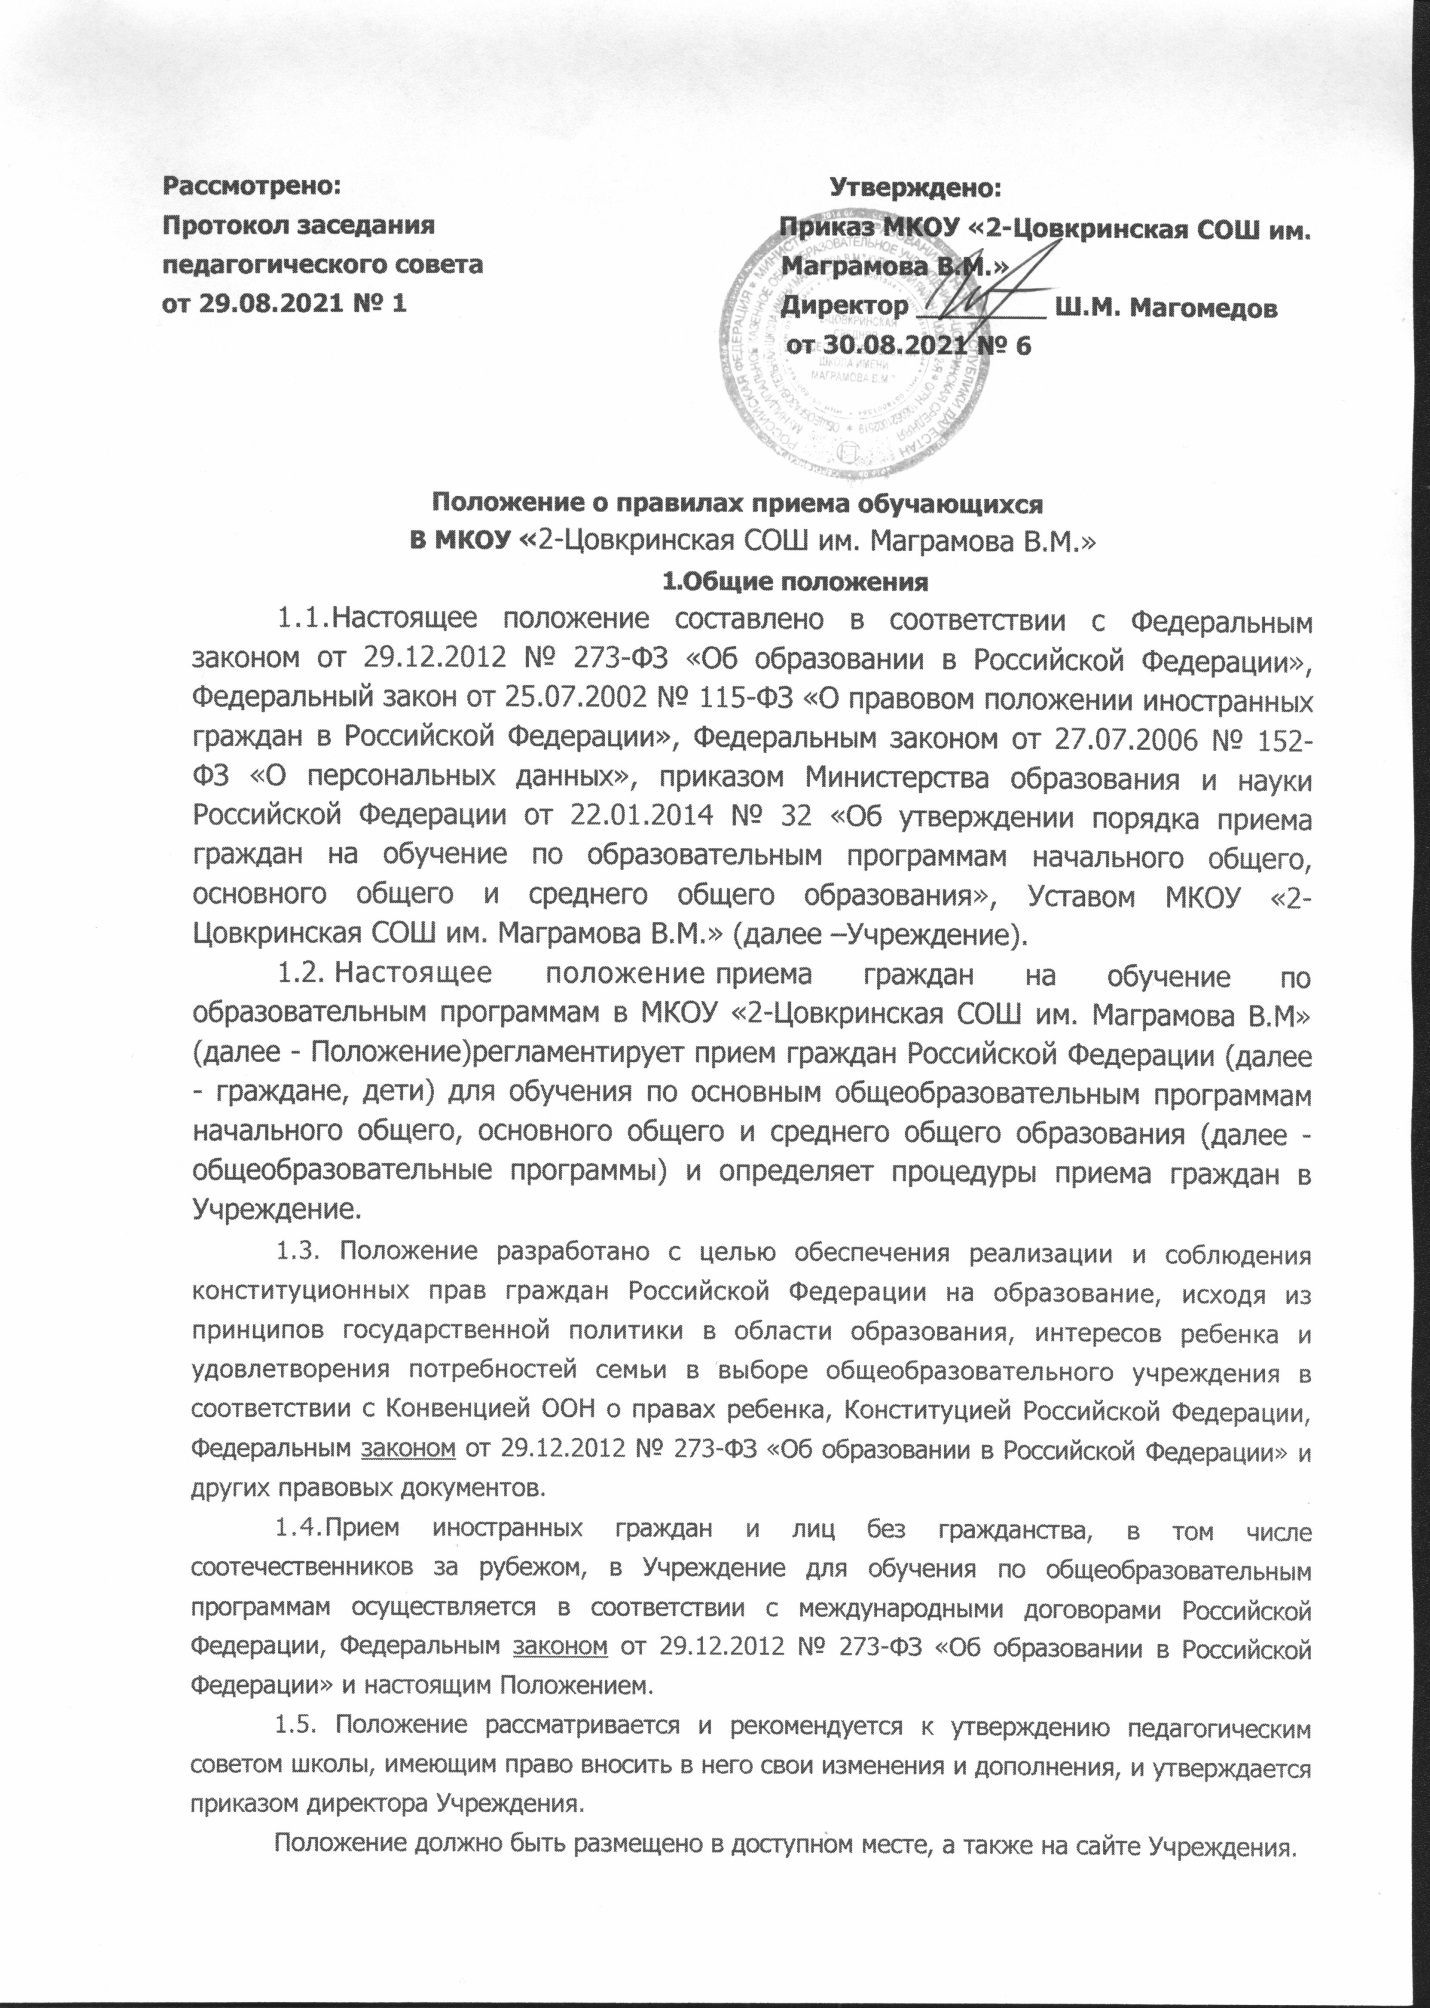 Рассмотрено:
Протокол заседания
педагогического совета
от 29.08.2021 № 1
Утверждено:
Приказ МКОУ «2-Цовкринская СОШ им.
Маграмова В.М.»
Директор __________ Ш.М. Магомедов
от 30.08.2021 № 6
Положение о правилах приема обучающихся
В МКОУ «2-Цовкринская СОШ им. Маграмова В.М.»
1.Общие положения
1.1.Настоящее положение составлено в соответствии с Федеральным
законом от 29.12.2012 № 273-ФЗ «Об образовании в Российской Федерации»,
Федеральный закон от 25.07.2002 № 115-ФЗ «О правовом положении иностранных
граждан в Российской Федерации», Федеральным законом от 27.07.2006 № 152-
ФЗ «О персональных данных», приказом Министерства образования и науки
Российской Федерации от 22.01.2014 № 32 «Об утверждении порядка приема
граждан на обучение по образовательным программам начального общего,
основного общего и среднего общего образования», Уставом МКОУ «2-
Цовкринская СОШ им. Маграмова В.М.» (далее –Учреждение).
1.2. Настоящее положение приема граждан на обучение по
образовательным программам в МКОУ «2-Цовкринская СОШ им. Маграмова В.М»
(далее - Положение)регламентирует прием граждан Российской Федерации (далее
- граждане, дети) для обучения по основным общеобразовательным программам
начального общего, основного общего и среднего общего образования (далее -
общеобразовательные программы) и определяет процедуры приема граждан в
Учреждение.
1.3. Положение разработано с целью обеспечения реализации и соблюдения
конституционных прав граждан Российской Федерации на образование, исходя из
принципов государственной политики в области образования, интересов ребенка и
удовлетворения потребностей семьи в выборе общеобразовательного учреждения в
соответствии с Конвенцией ООН о правах ребенка, Конституцией Российской Федерации,
Федеральным законом от 29.12.2012 № 273-ФЗ «Об образовании в Российской Федерации» и
других правовых документов.
1.4.Прием иностранных граждан и лиц без гражданства, в том числе
соотечественников за рубежом, в Учреждение для обучения по общеобразовательным
программам осуществляется в соответствии с международными договорами Российской
Федерации, Федеральным законом от 29.12.2012 № 273-ФЗ «Об образовании в Российской
Федерации» и настоящим Положением.
1.5. Положение рассматривается и рекомендуется к утверждению педагогическим
советом школы, имеющим право вносить в него свои изменения и дополнения, и утверждается
приказом директора Учреждения.
Положение должно быть размещено в доступном месте, а также на сайте Учреждения.